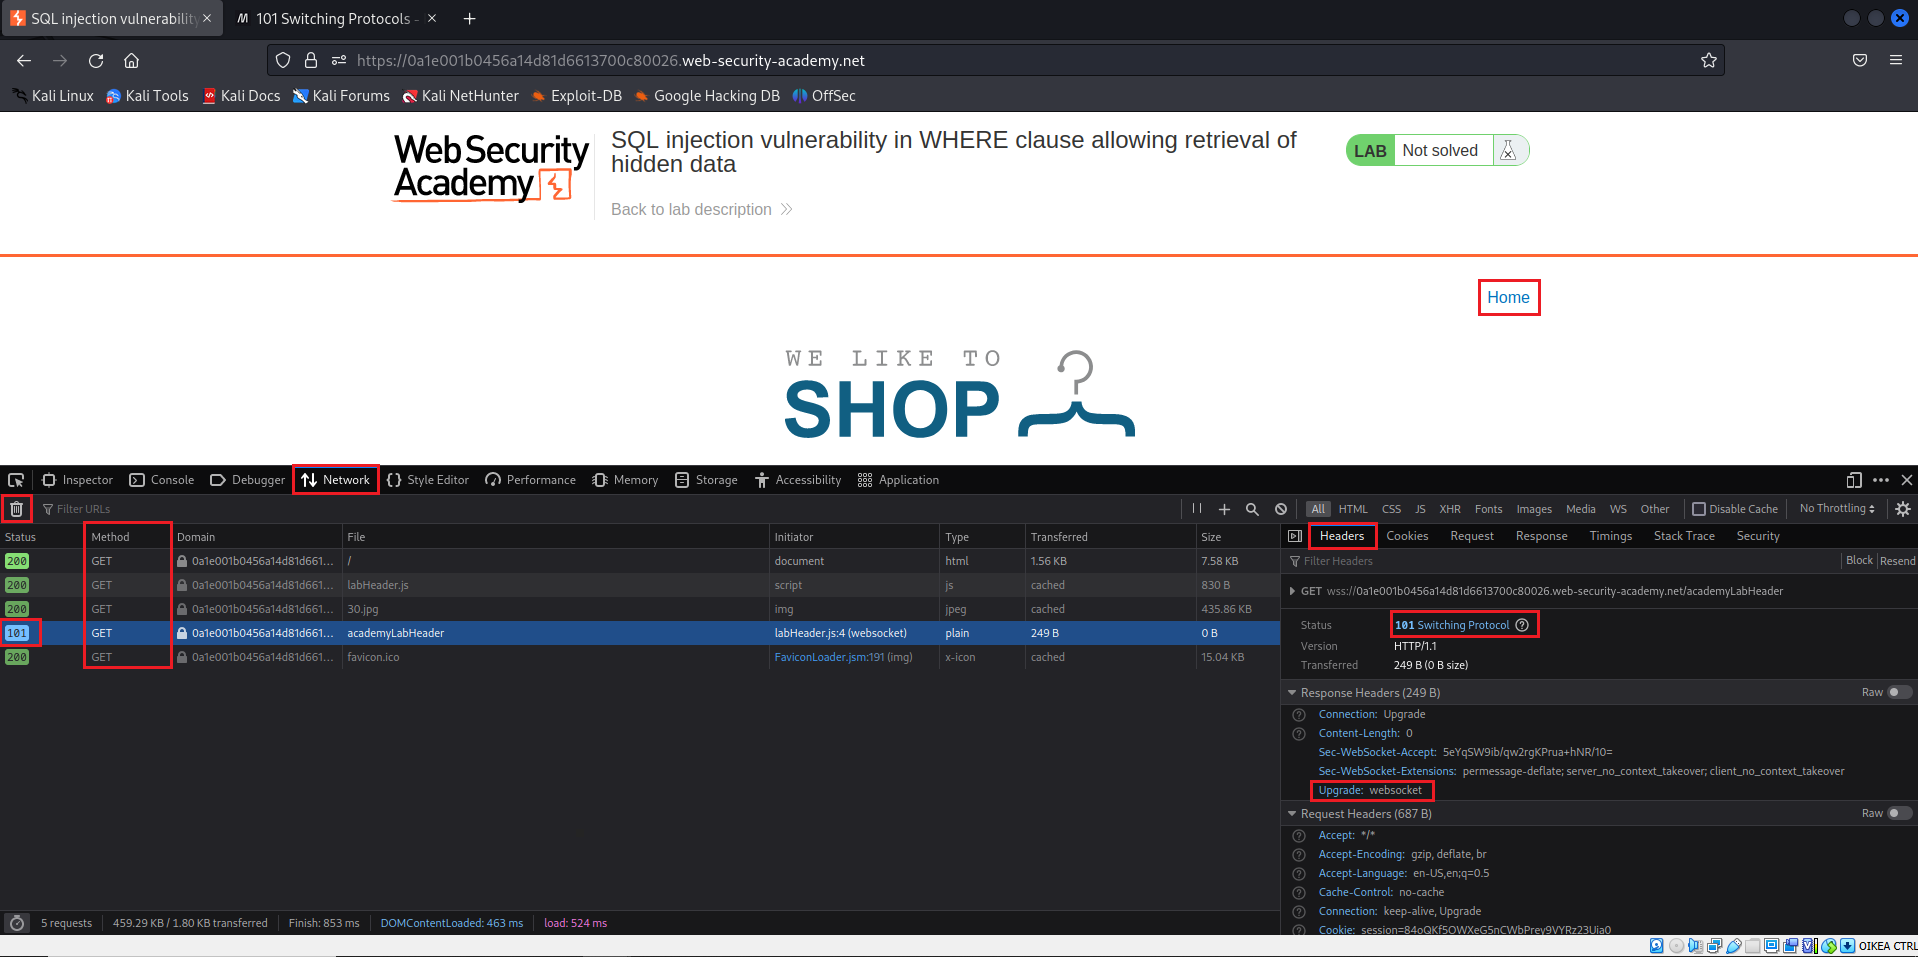 SQL injection vulnerability
101 Switching Protocols -
https://0a1e001b0456a14d81d6613700c80026.web-security-academy.net
Kali Linux Kali Tools Kali Docs Kali Forums Kali NetHunter Exploit-DB Google Hacking DB OffSec
Web Security
Academy
SQL injection vulnerability in WHERE clause allowing retrieval of
hidden data
Back to lab description
LAB Not solved
Home
WE LIKE TO
SHOP
Inspector Console Debugger Network Style Editor Performance Memory Storage Accessibility Application
Filter URLs
All HTML CSS JS XHR Fonts Images Media WS Other Disable Cache No Throttling
Status Method Domain File Initiator Type Transferred Size
200 GET 0a1e001b0456a14d81d661... / document html 1.56 KB 7.58 KB
200 GET 0a1e001b0456a14d81d661... labHeader.js script js cached 830 B
200 GET 0a1e001b0456a14d81d661... 30.jpg img jpeg cached 435.86 KB
101 GET 0a1e001b0456a14d81d661... academyLabHeader labHeader.js:4 (websocket) plain 249 B 0 B
200 GET 0a1e001b0456a14d81d661... favicon.ico FaviconLoader.jsm:191 (img) x-icon cached 15.04 KB
Headers Cookies Request Response Timings Stack Trace Security
Filter Headers Block Resend
GET wss://0a1e001b0456a14d81d6613700c80026.web-security-academy.net/academyLabHeader
Status 101 Switching Protocol
Version HTTP/1.1
Transferred 249 B (0 B size)
Response Headers (249 B) Raw
Connection: Upgrade
Content-Length: 0
Sec-WebSocket-Accept: 5eYqSW9ib/qw2rgKPrua+hNR/10=
Sec-WebSocket-Extensions: permessage-deflate; server_no_context_takeover; client_no_context_takeover
Upgrade: websocket
Request Headers (687 B) Raw
Accept: */*
Accept-Encoding: gzip, deflate, br
Accept-Language: en-US,en;q=0.5
Cache-Control: no-cache
Connection: keep-alive, Upgrade
Cookie: session=84oQKf5OWXeG5nCWbPrey9VYRz23Uia0
5 requests 459.29 KB / 1.80 KB transferred Finish: 853 ms DOMContentLoaded: 463 ms load: 524 ms
OIKEA CTRL